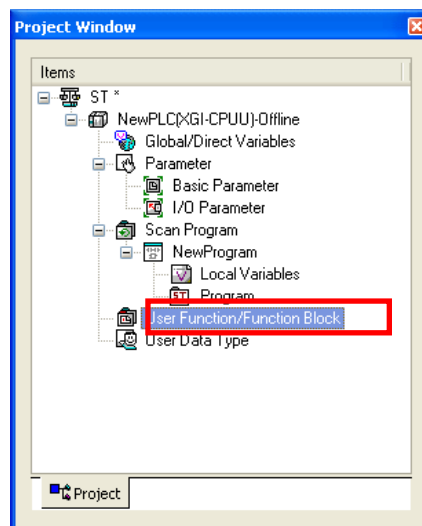 Project Window
Items
ST *
NewPLC(XGI-CPUU)-Offline
Global/Direct Variables
Parameter
Basic Parameter
I/O Parameter
Scan Program
NewProgram
Local Variables
ST Program
User Function/Function Block
User Data Type
Project